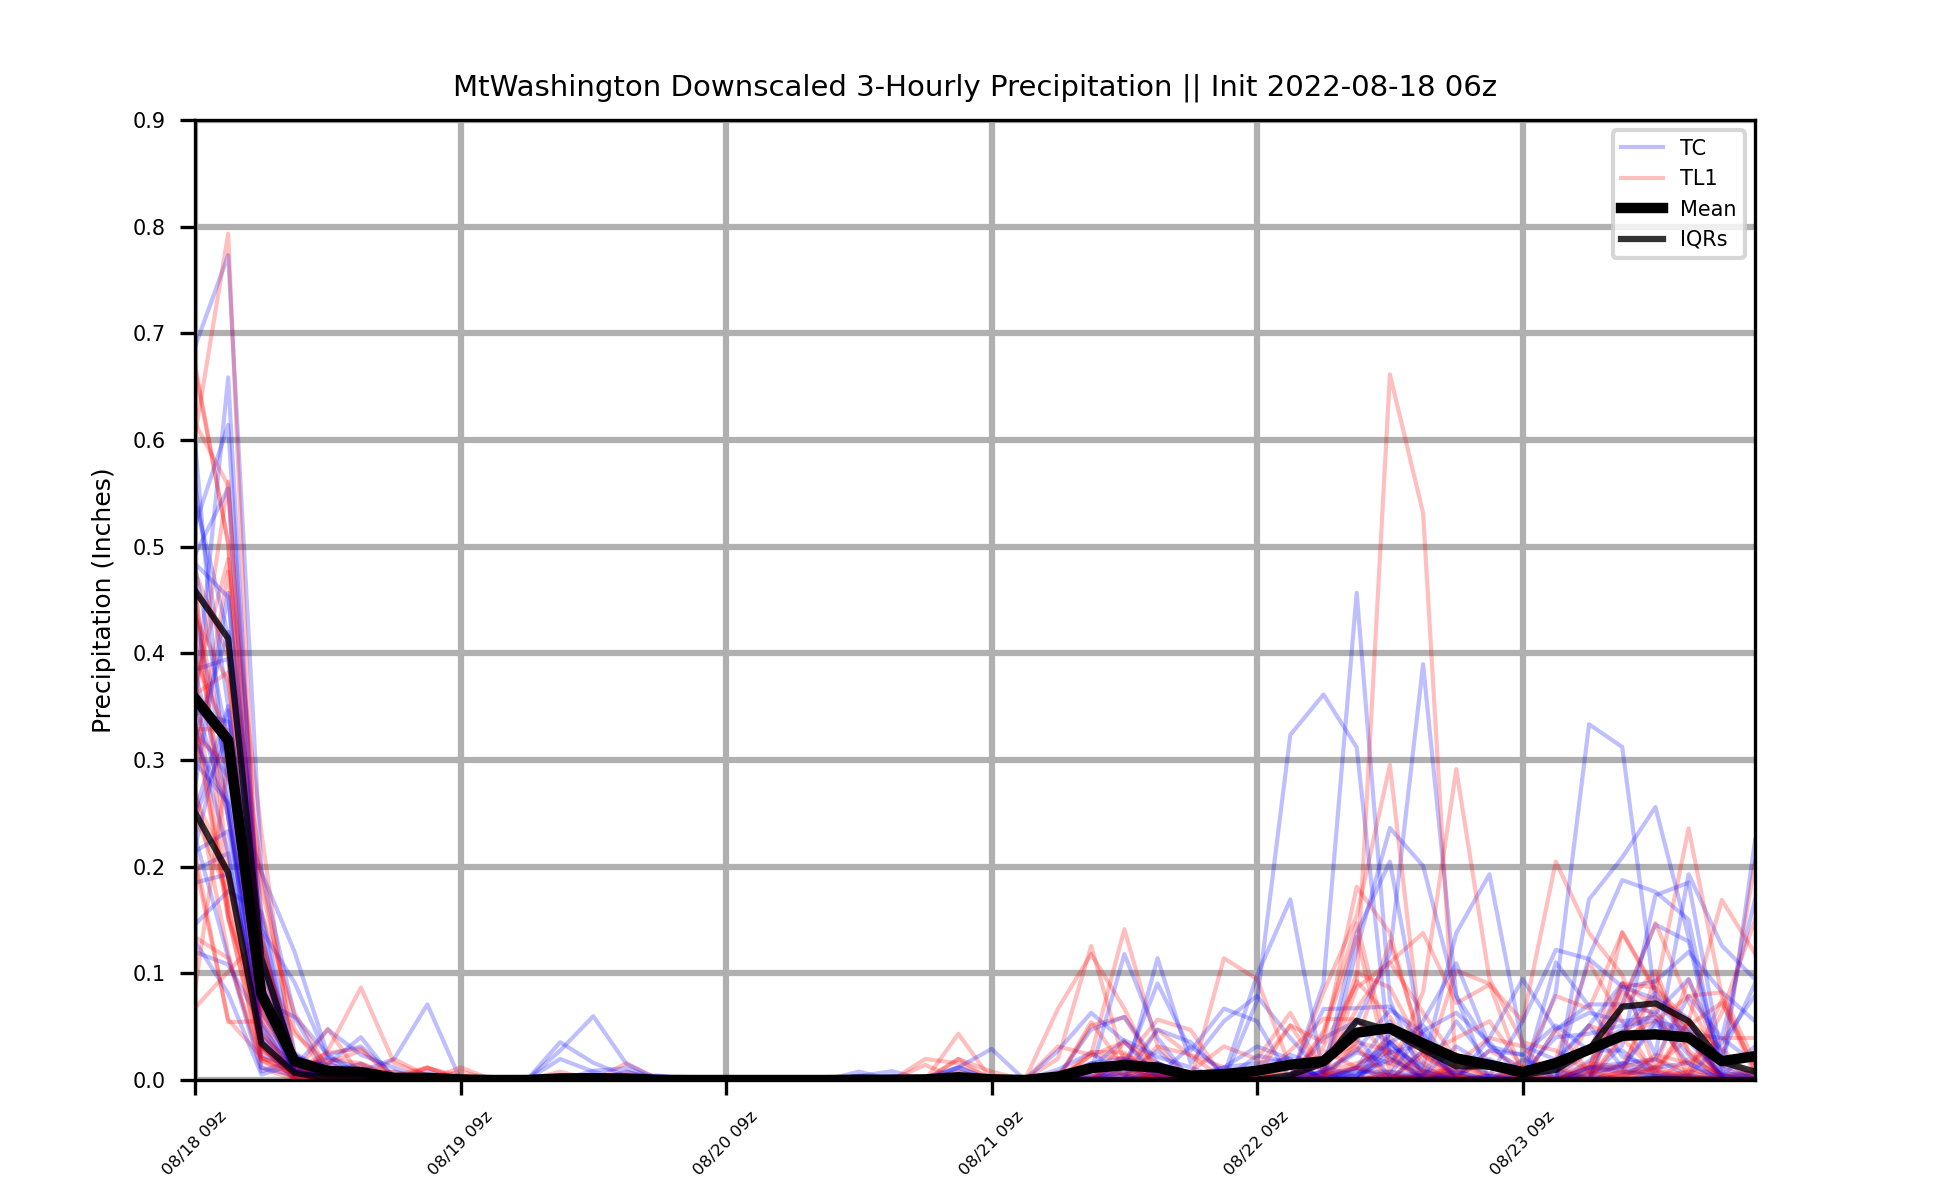 MtWashington Downscaled 3-Hourly Precipitation || Init 2022-08-18 06z
Precipitation (Inches)
0.9
0.8
0.7
0.6
0.5
0.4
0.3
0.2
0.1
0.0
TC
TL1
Mean
IQRs
08/18 09z
08/19 09z
08/20 09z
08/21 09z
08/22 09z
08/23 09z